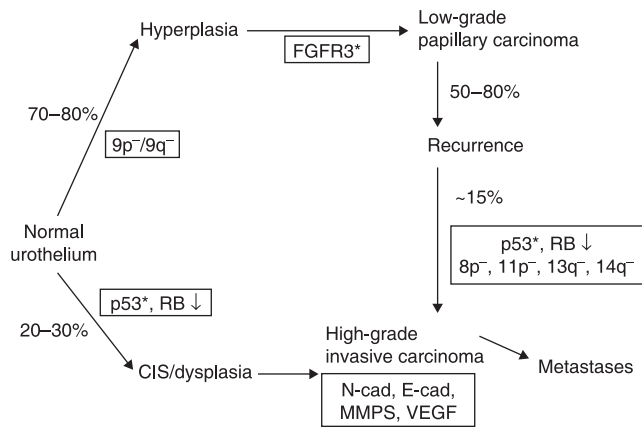 Hyperplasia
FGFR3*
Low-grade
papillary carcinoma
70–80%
9p⁻/9q⁻
50–80%
Recurrence
~15%
Normal
urothelium
p53*, RB ↓
8p⁻, 11p⁻, 13q⁻, 14q⁻
p53*, RB ↓
20–30%
CIS/dysplasia
High-grade
invasive carcinoma
Metastases
N-cad, E-cad,
MMPS, VEGF